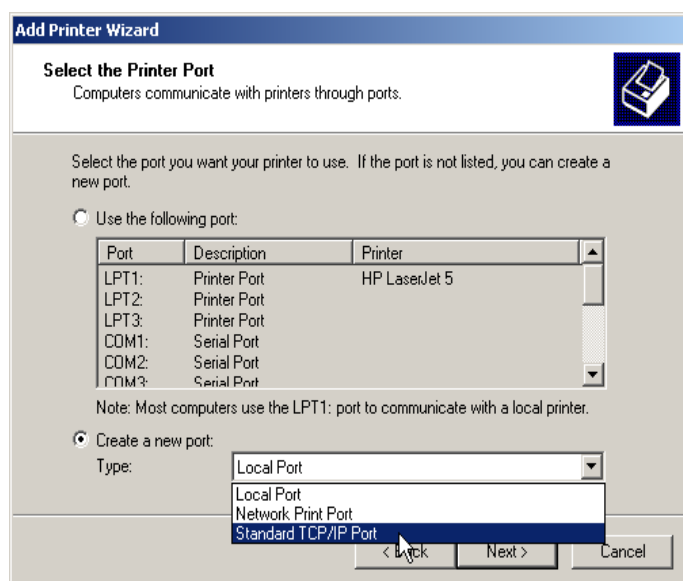 Add Printer Wizard
Select the Printer Port
Computers communicate with printers through ports.
Select the port you want your printer to use. If the port is not listed, you can create a
new port.
Use the following port:
Port Description Printer
LPT1: Printer Port HP LaserJet 5
LPT2: Printer Port
LPT3: Printer Port
COM1: Serial Port
COM2: Serial Port
COM3: Serial Port
Note: Most computers use the LPT1: port to communicate with a local printer.
Create a new port:
Type: Local Port
Local Port
Network Print Port
Standard TCP/IP Port
< Back Next > Cancel